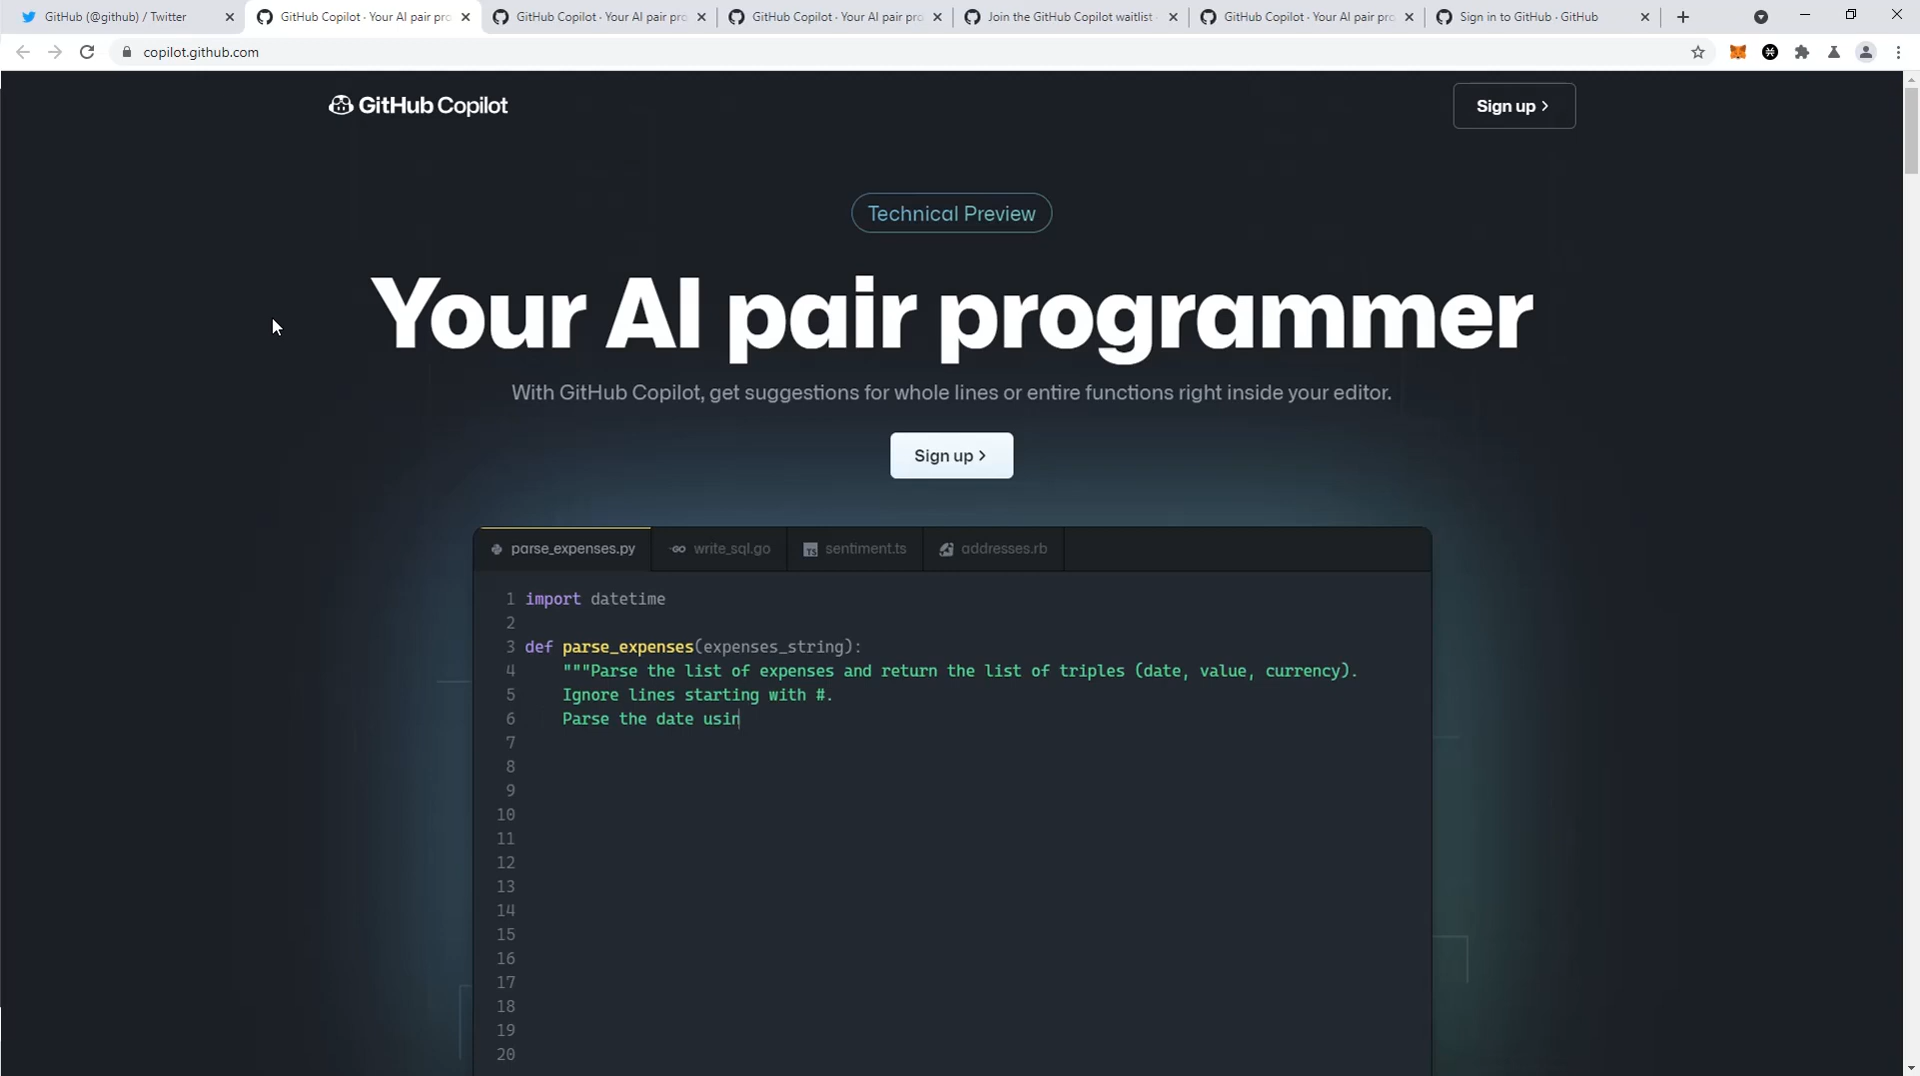 GitHub (@github) / Twitter
GitHub Copilot · Your AI pair pro
GitHub Copilot · Your AI pair pro
GitHub Copilot · Your AI pair pro
Join the GitHub Copilot waitlist ·
GitHub Copilot · Your AI pair pro
Sign in to GitHub · GitHub
copilot.github.com
GitHub Copilot
Sign up
Technical Preview
Your AI pair programmer
With GitHub Copilot, get suggestions for whole lines or entire functions right inside your editor.
Sign up
parse_expenses.py
write_sql.go
TS sentiment.ts
addresses.rb
1 import datetime
2
3 def parse_expenses(expenses_string):
4 """Parse the list of expenses and return the list of triples (date, value, currency).
5 Ignore lines starting with #.
6 Parse the date usin
7
8
9
10
11
12
13
14
15
16
17
18
19
20